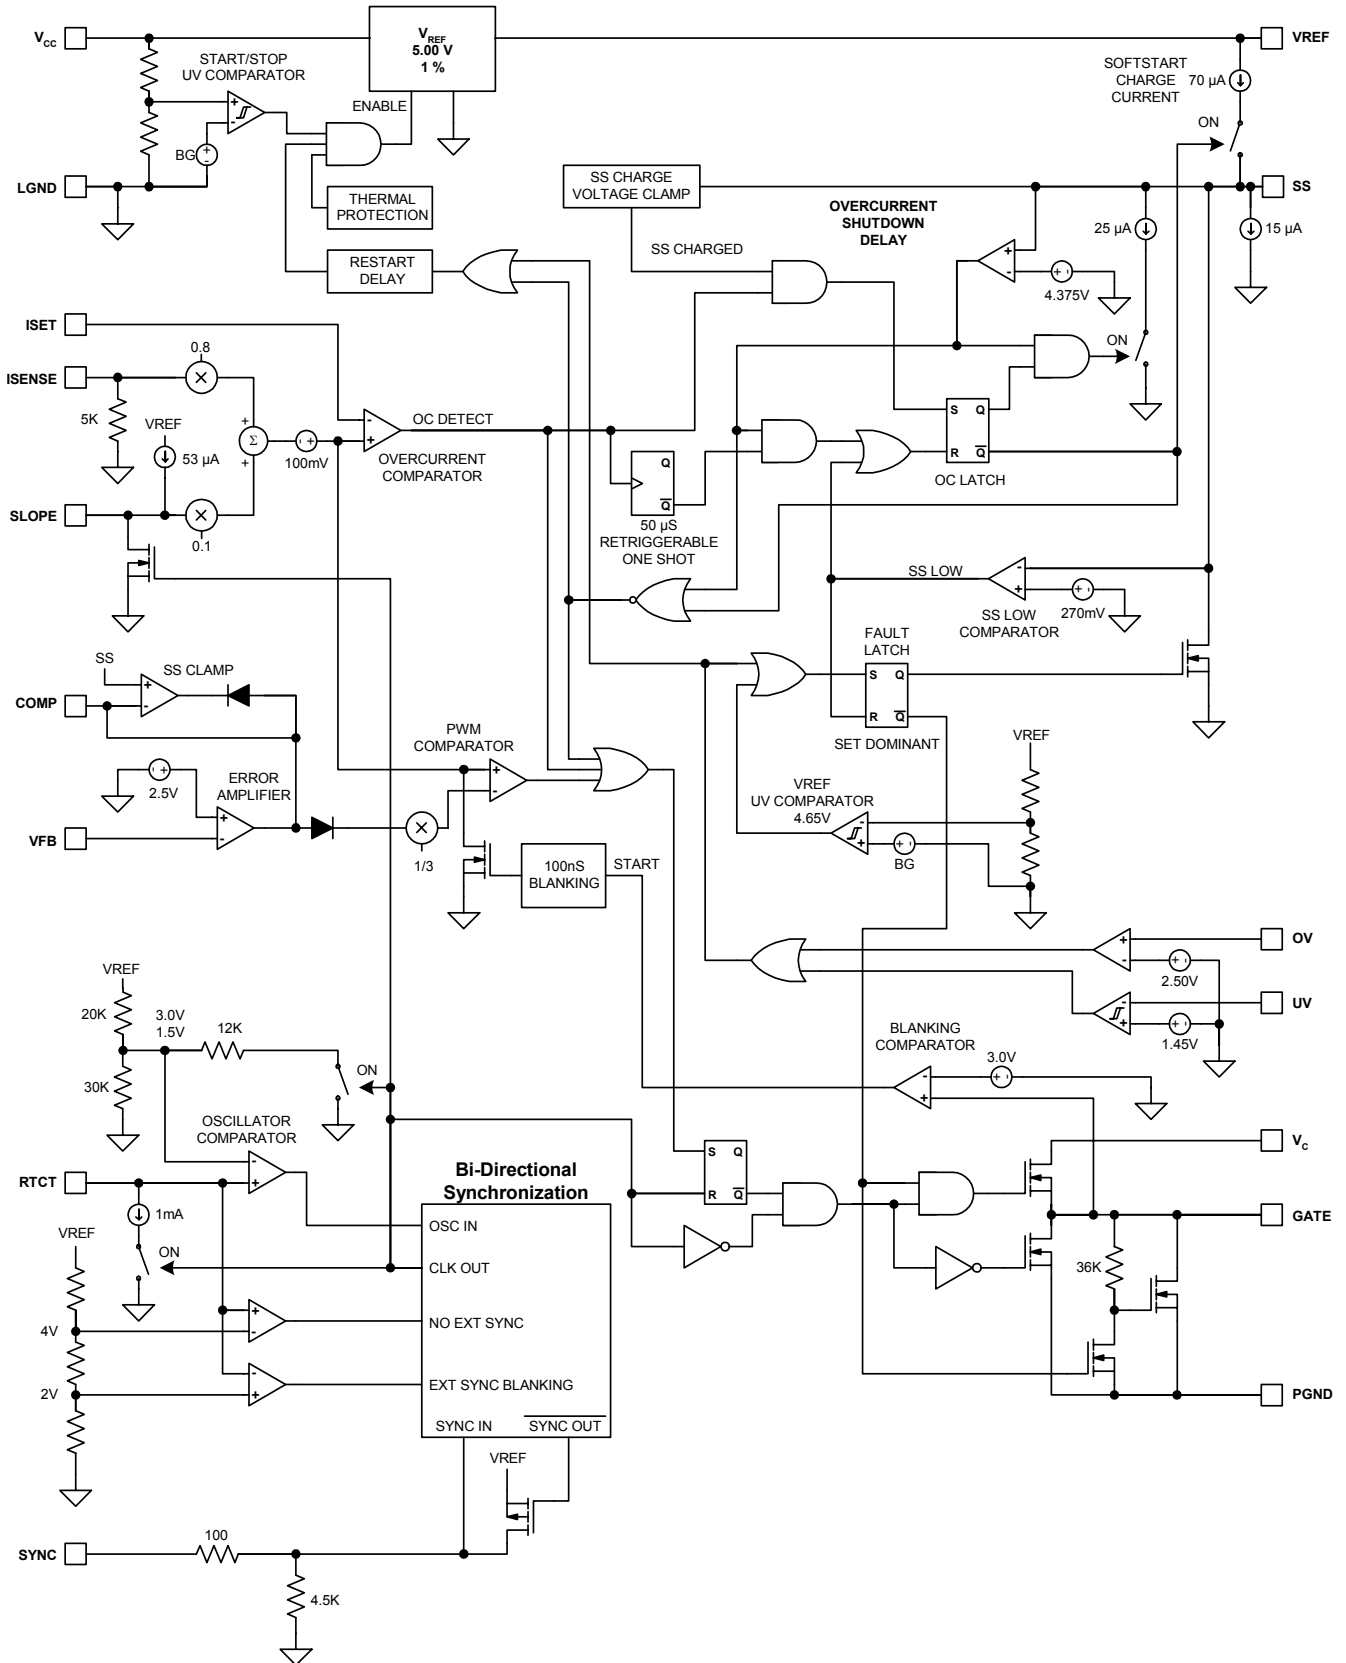 V_CC
V_REF
5.00 V
1 %
VREF
START/STOP
UV COMPARATOR
ENABLE
SOFTSTART
CHARGE
CURRENT
70 µA
ON
+
-
BG
+
-
LGND
THERMAL
PROTECTION
SS CHARGE
VOLTAGE CLAMP
SS
OVERCURRENT
SHUTDOWN
DELAY
25 µA
15 µA
RESTART
DELAY
SS CHARGED
+
-
+ -
4.375V
ISET
0.8
ISENSE
×
ON
5K
VREF
53 µA
+
Σ
+
- +
100mV
-
+
OC DETECT
OVERCURRENT
COMPARATOR
S Q
R Q
OC LATCH
Q
Q
50 µS
RETRIGGERABLE
ONE SHOT
SLOPE
×
0.1
SS LOW
-
+
+ -
270mV
SS LOW
COMPARATOR
FAULT
LATCH
S Q
R Q
SET DOMINANT
SS
SS CLAMP
+
-
COMP
PWM
COMPARATOR
+
-
VREF
- +
2.5V
ERROR
AMPLIFIER
+
-
VFB
×
1/3
VREF
UV COMPARATOR
4.65V
-
+
+ -
BG
100nS
BLANKING
START
OV
+
-
+ -
2.50V
UV
-
+
+ -
1.45V
VREF
20K
3.0V
1.5V
12K
30K
ON
BLANKING
COMPARATOR
3.0V
-
+
+ -
OSCILLATOR
COMPARATOR
-
+
Bi-Directional
Synchronization
S Q
R Q
V_C
RTCT
1mA
VREF
ON
OSC IN
CLK OUT
GATE
36K
4V
+
-
NO EXT SYNC
2V
-
+
EXT SYNC BLANKING
PGND
SYNC IN
SYNC OUT
VREF
SYNC
100
4.5K